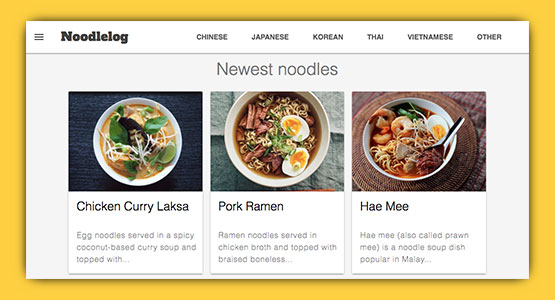 Noodlelog
CHINESE JAPANESE KOREAN THAI VIETNAMESE OTHER
Newest noodles
Chicken Curry Laksa
Egg noodles served in a spicy
coconut-based curry soup and
topped with...
Pork Ramen
Ramen noodles served in
chicken broth and topped with
braised boneless...
Hae Mee
Hae mee {also called prawn
mee} is a noodle soup dish
popular in Malay...